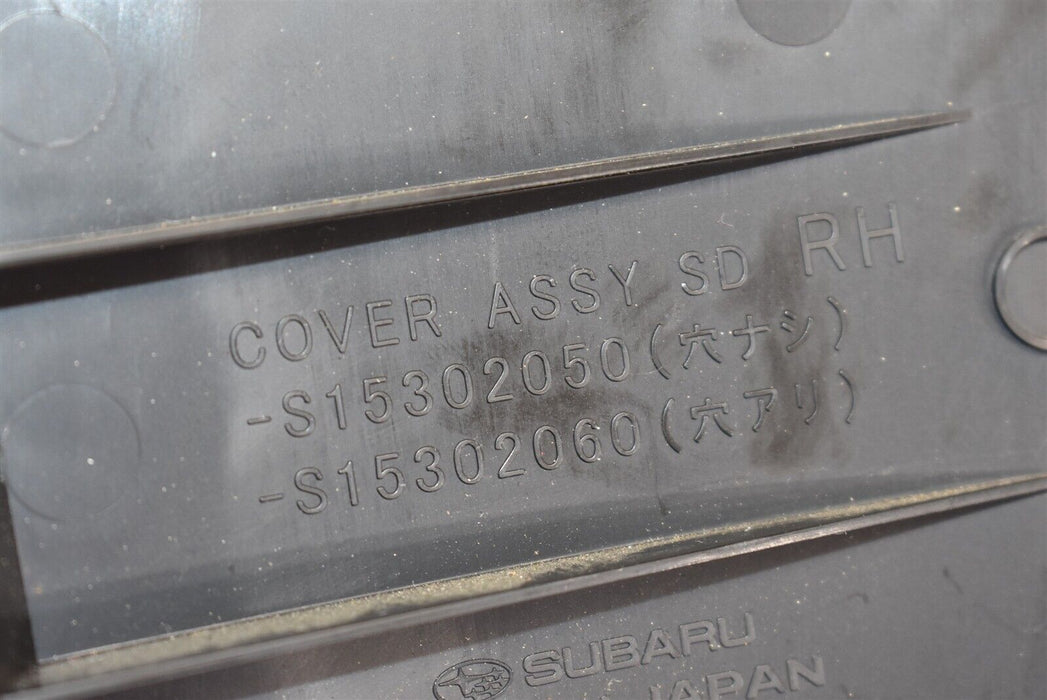 COVER ASSY SD RH
-S15302050(穴ナシ)
-S15302060(穴アリ)
SUBARU
JAPAN